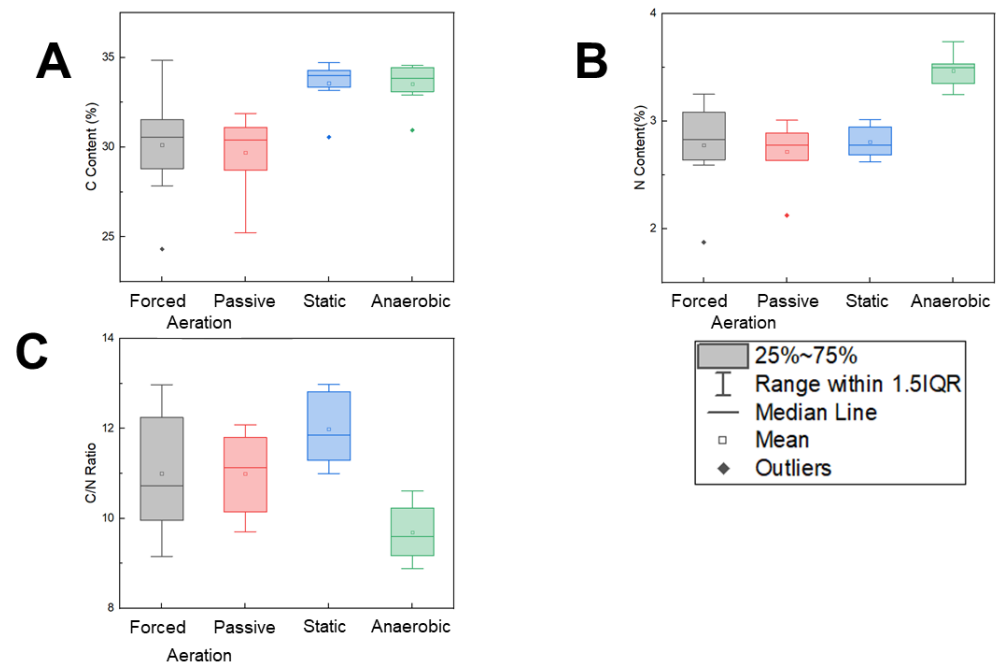 A
C Content (%)
35
30
25
Forced Passive Static Anaerobic
Aeration
B
N Content(%)
4
3
2
Forced Passive Static Anaerobic
Aeration
C
C/N Ratio
14
12
10
8
Forced Passive Static Anaerobic
Aeration
25%~75%
Range within 1.5IQR
Median Line
Mean
Outliers